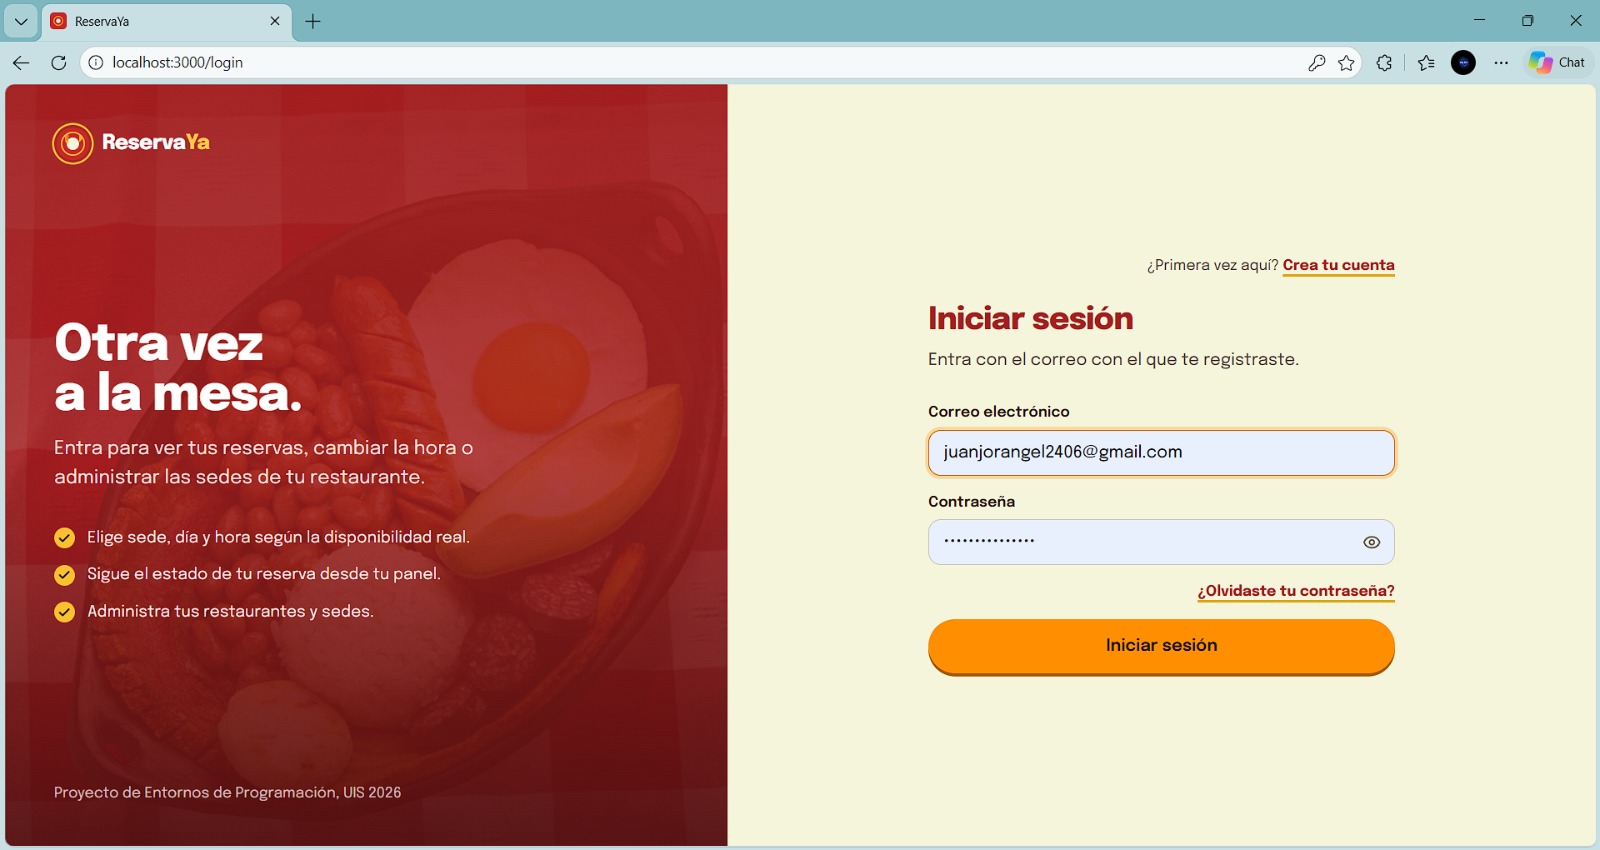 ReservaYa
localhost:3000/login
Chat
ReservaYa
Otra vez
a la mesa.
Entra para ver tus reservas, cambiar la hora o
administrar las sedes de tu restaurante.
Elige sede, día y hora según la disponibilidad real.
Sigue el estado de tu reserva desde tu panel.
Administra tus restaurantes y sedes.
Proyecto de Entornos de Programación, UIS 2026
¿Primera vez aquí? Crea tu cuenta
Iniciar sesión
Entra con el correo con el que te registraste.
Correo electrónico
juanjorangel2406@gmail.com
Contraseña
•••••••••••••••
¿Olvidaste tu contraseña?
Iniciar sesión